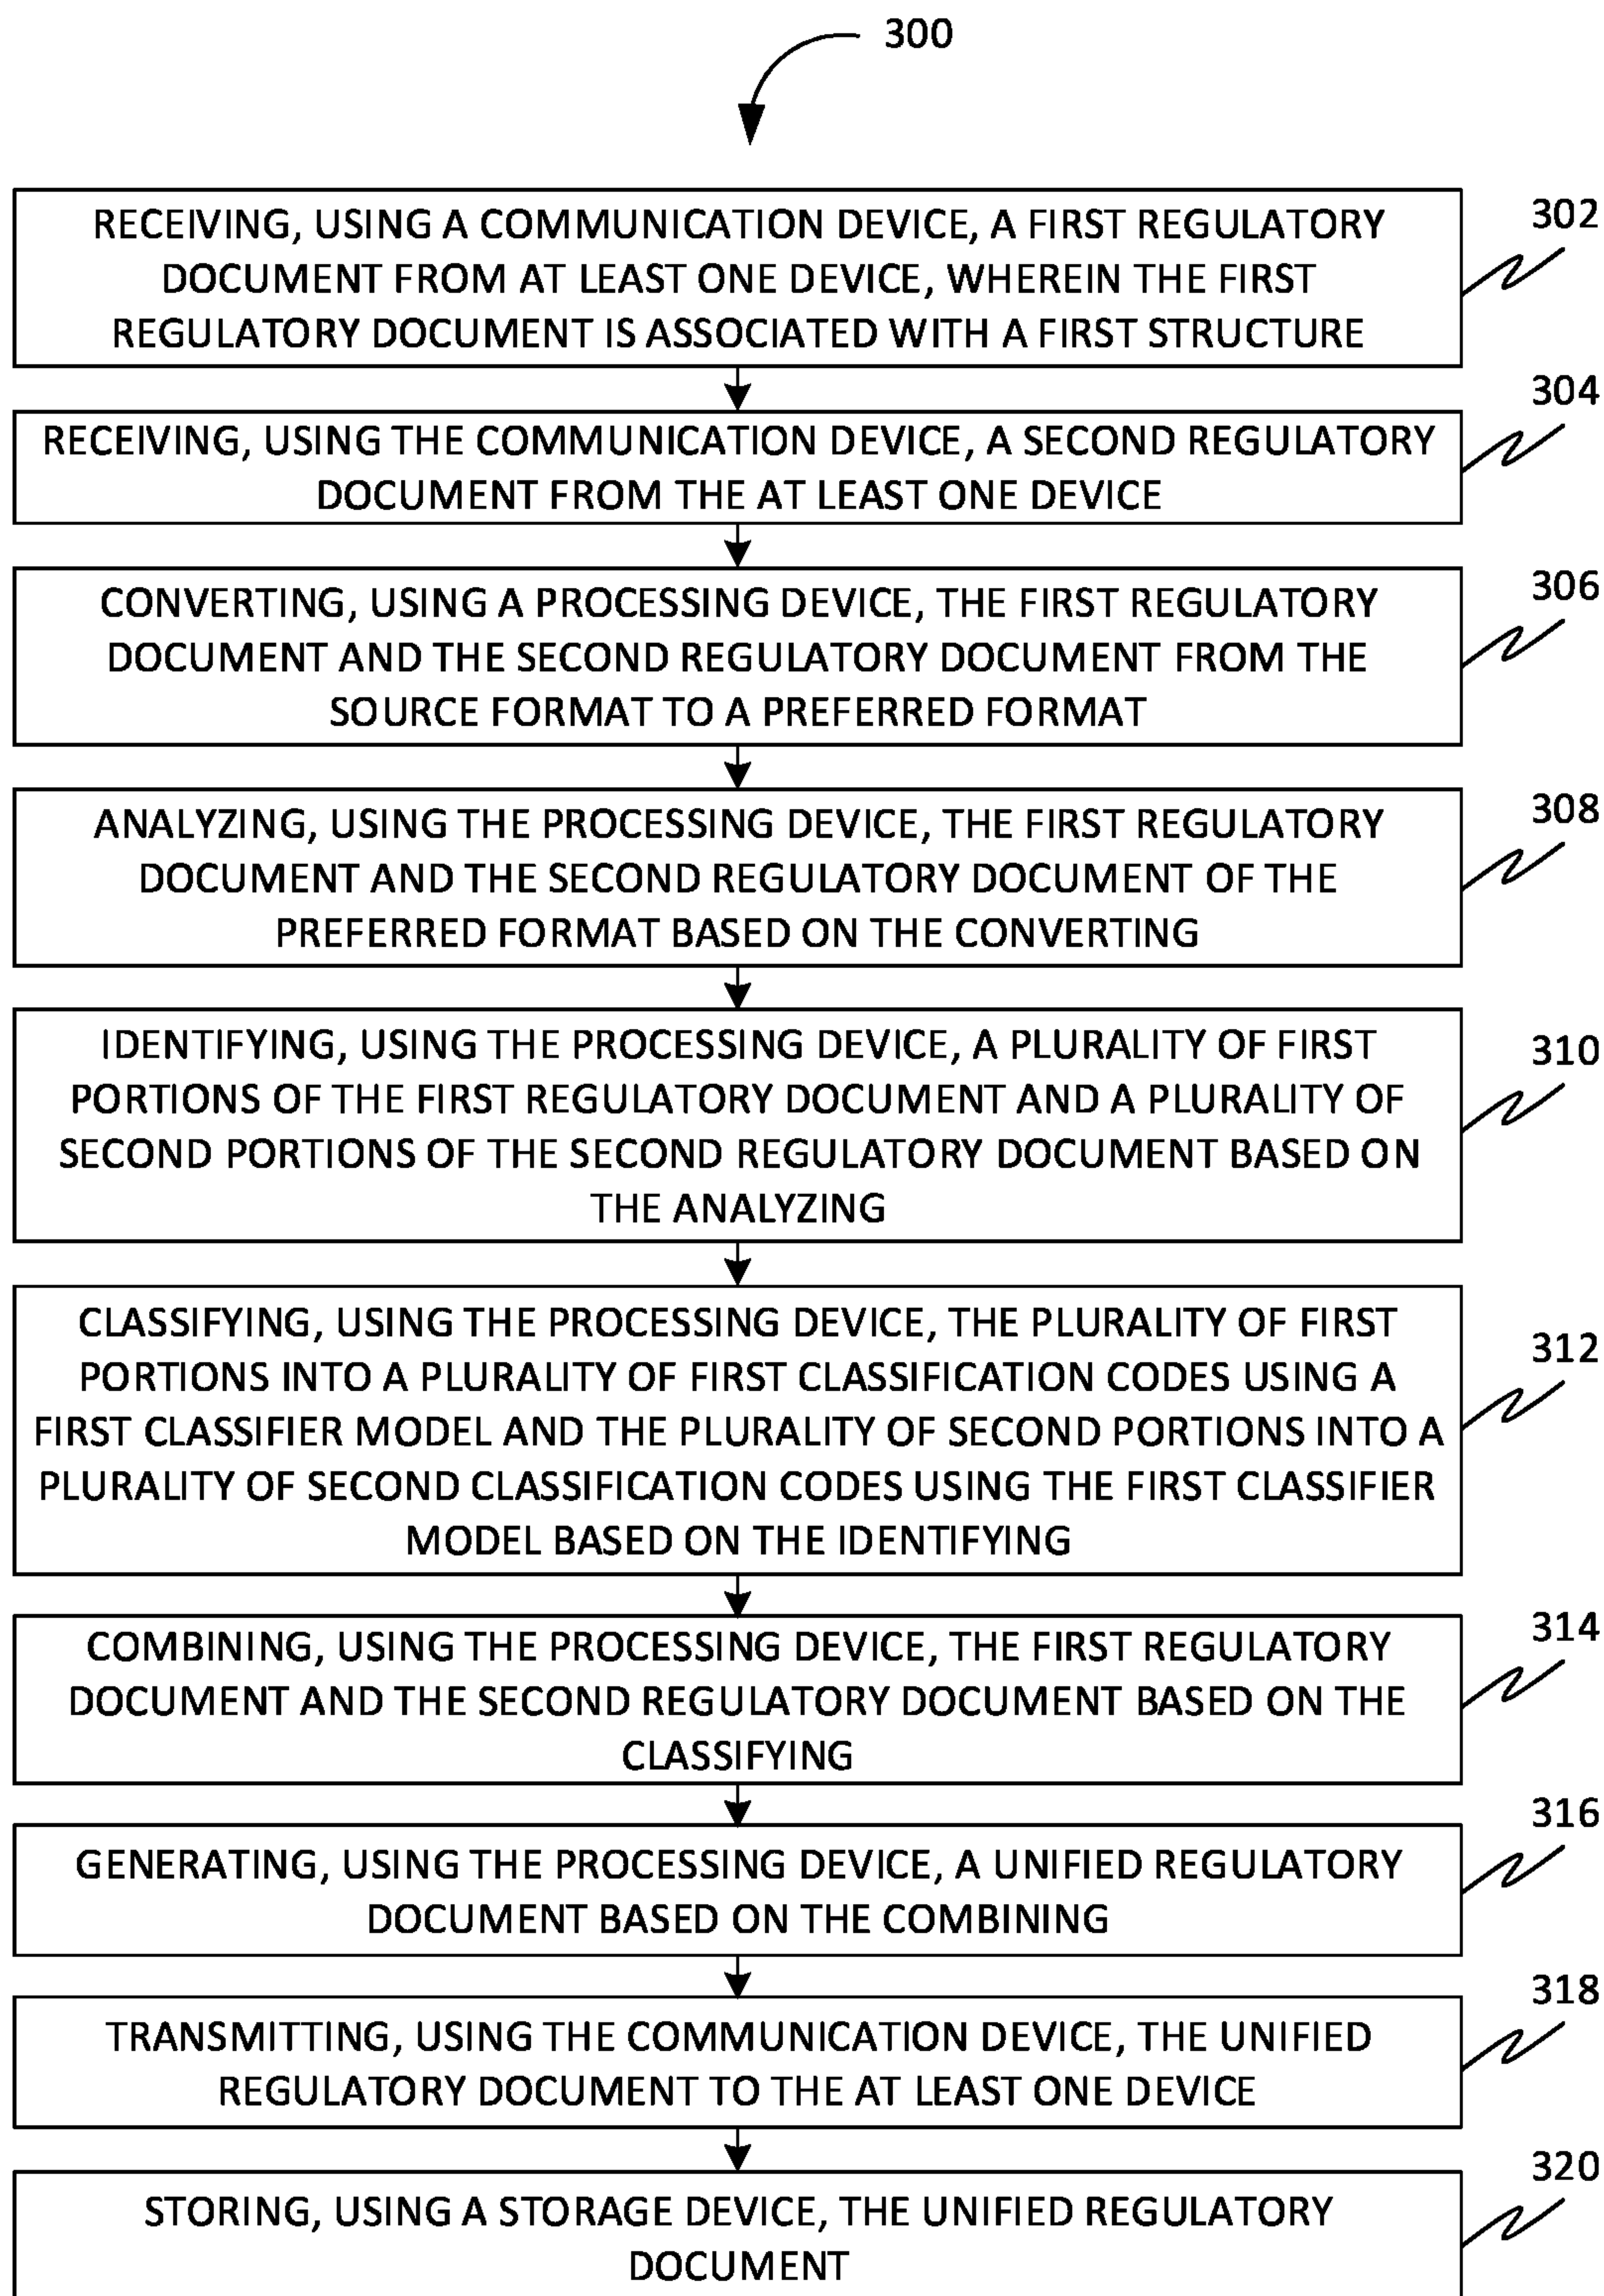 300
RECEIVING, USING A COMMUNICATION DEVICE, A FIRST REGULATORY
DOCUMENT FROM AT LEAST ONE DEVICE, WHEREIN THE FIRST
REGULATORY DOCUMENT IS ASSOCIATED WITH A FIRST STRUCTURE
302
RECEIVING, USING THE COMMUNICATION DEVICE, A SECOND REGULATORY
DOCUMENT FROM THE AT LEAST ONE DEVICE
304
CONVERTING, USING A PROCESSING DEVICE, THE FIRST REGULATORY
DOCUMENT AND THE SECOND REGULATORY DOCUMENT FROM THE
SOURCE FORMAT TO A PREFERRED FORMAT
306
ANALYZING, USING THE PROCESSING DEVICE, THE FIRST REGULATORY
DOCUMENT AND THE SECOND REGULATORY DOCUMENT OF THE
PREFERRED FORMAT BASED ON THE CONVERTING
308
IDENTIFYING, USING THE PROCESSING DEVICE, A PLURALITY OF FIRST
PORTIONS OF THE FIRST REGULATORY DOCUMENT AND A PLURALITY OF
SECOND PORTIONS OF THE SECOND REGULATORY DOCUMENT BASED ON
THE ANALYZING
310
CLASSIFYING, USING THE PROCESSING DEVICE, THE PLURALITY OF FIRST
PORTIONS INTO A PLURALITY OF FIRST CLASSIFICATION CODES USING A
FIRST CLASSIFIER MODEL AND THE PLURALITY OF SECOND PORTIONS INTO A
PLURALITY OF SECOND CLASSIFICATION CODES USING THE FIRST CLASSIFIER
MODEL BASED ON THE IDENTIFYING
312
COMBINING, USING THE PROCESSING DEVICE, THE FIRST REGULATORY
DOCUMENT AND THE SECOND REGULATORY DOCUMENT BASED ON THE
CLASSIFYING
314
GENERATING, USING THE PROCESSING DEVICE, A UNIFIED REGULATORY
DOCUMENT BASED ON THE COMBINING
316
TRANSMITTING, USING THE COMMUNICATION DEVICE, THE UNIFIED
REGULATORY DOCUMENT TO THE AT LEAST ONE DEVICE
318
STORING, USING A STORAGE DEVICE, THE UNIFIED REGULATORY
DOCUMENT
320